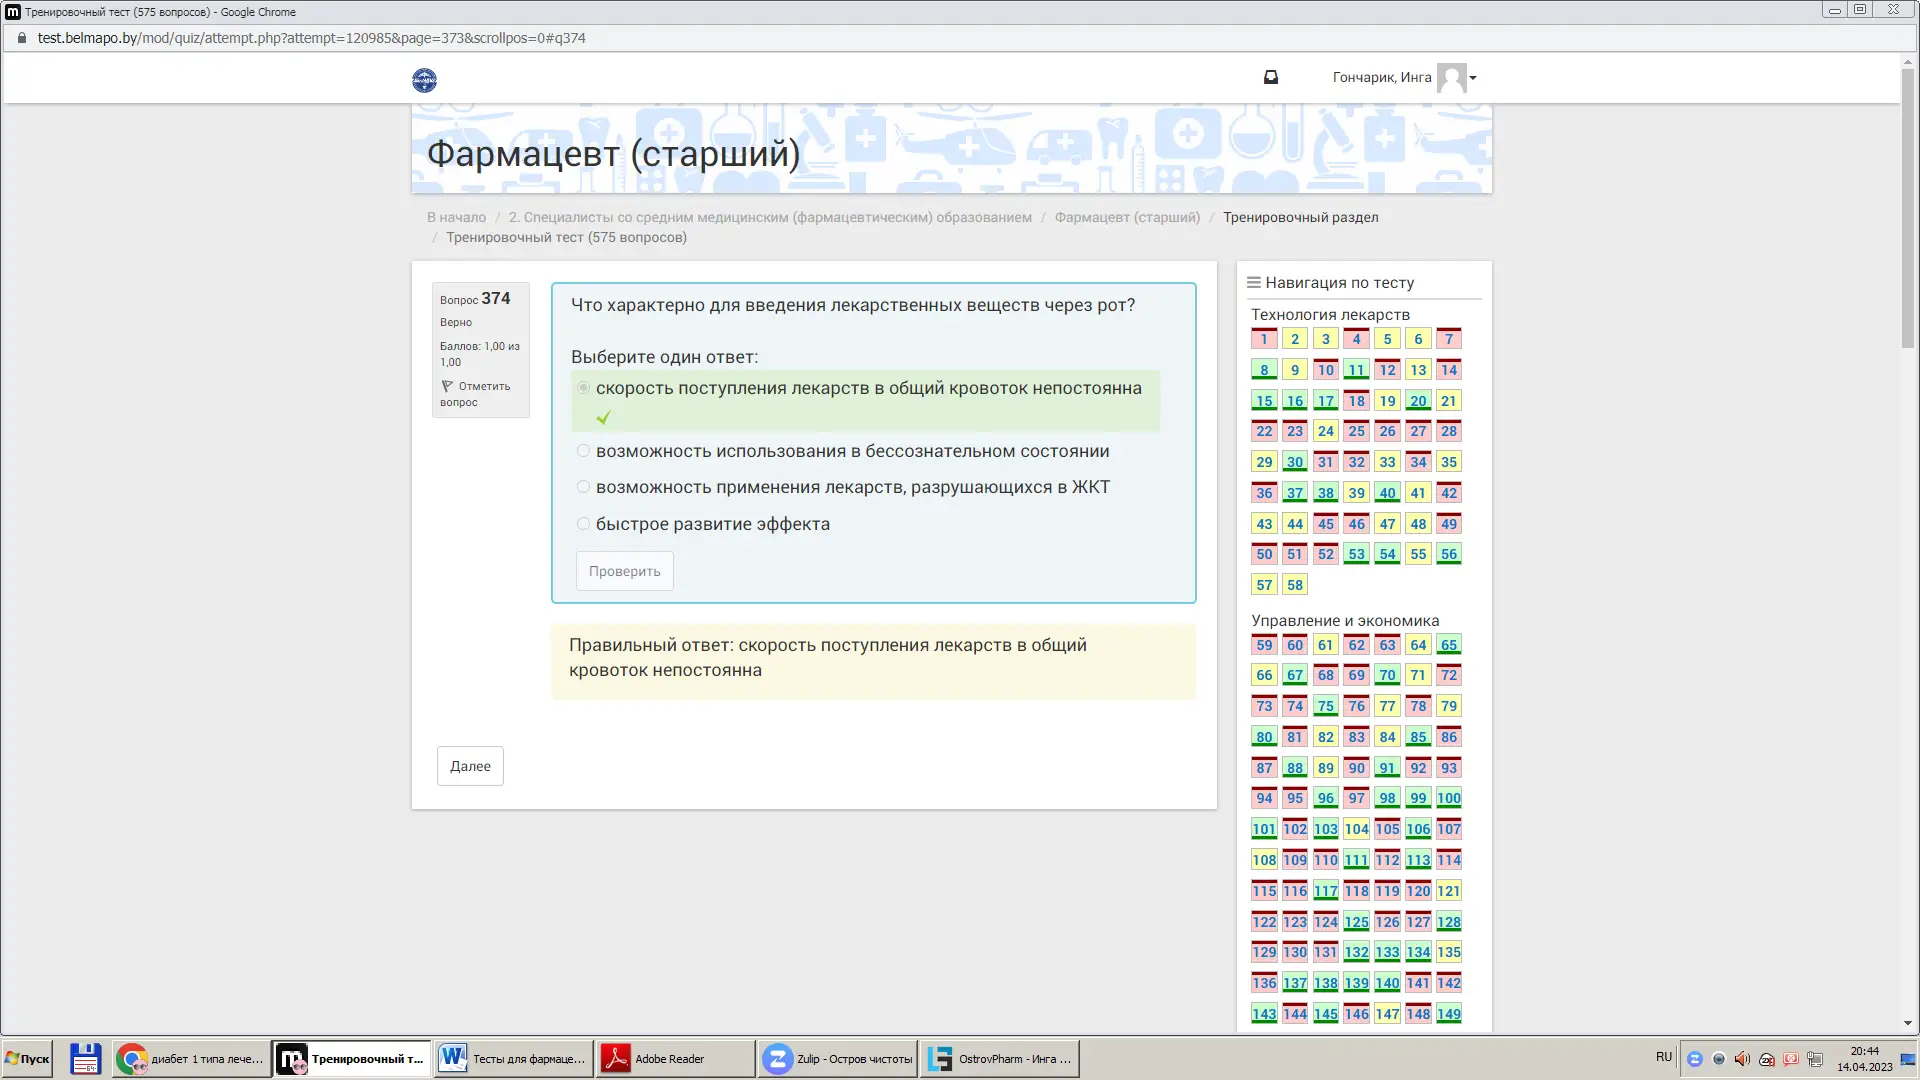 Тренировочный тест (575 вопросов) - Google Chrome
test.belmapo.by/mod/quiz/attempt.php?attempt=120985&page=373&scrollpos=0#q374
Гончарик, Инга
Фармацевт (старший)
В начало / 2. Специалисты со средним медицинским (фармацевтическим) образованием / Фармацевт (старший) / Тренировочный раздел
/ Тренировочный тест (575 вопросов)
Вопрос 374
Верно
Баллов: 1,00 из
1,00
Отметить
вопрос
Что характерно для введения лекарственных веществ через рот?
Выберите один ответ:
скорость поступления лекарств в общий кровоток непостоянна
возможность использования в бессознательном состоянии
возможность применения лекарств, разрушающихся в ЖКТ
быстрое развитие эффекта
Проверить
Правильный ответ: скорость поступления лекарств в общий
кровоток непостоянна
Далее
Навигация по тесту
Технология лекарств
1 2 3 4 5 6 7
8 9 10 11 12 13 14
15 16 17 18 19 20 21
22 23 24 25 26 27 28
29 30 31 32 33 34 35
36 37 38 39 40 41 42
43 44 45 46 47 48 49
50 51 52 53 54 55 56
57 58
Управление и экономика
59 60 61 62 63 64 65
66 67 68 69 70 71 72
73 74 75 76 77 78 79
80 81 82 83 84 85 86
87 88 89 90 91 92 93
94 95 96 97 98 99 100
101 102 103 104 105 106 107
108 109 110 111 112 113 114
115 116 117 118 119 120 121
122 123 124 125 126 127 128
129 130 131 132 133 134 135
136 137 138 139 140 141 142
143 144 145 146 147 148 149
Пуск
диабет 1 типа лече...
Тренировочный т...
Тесты для фармаце...
Adobe Reader
Zulip - Остров чистоты
OstrovPharm - Инга ...
RU
20:44
14.04.2023